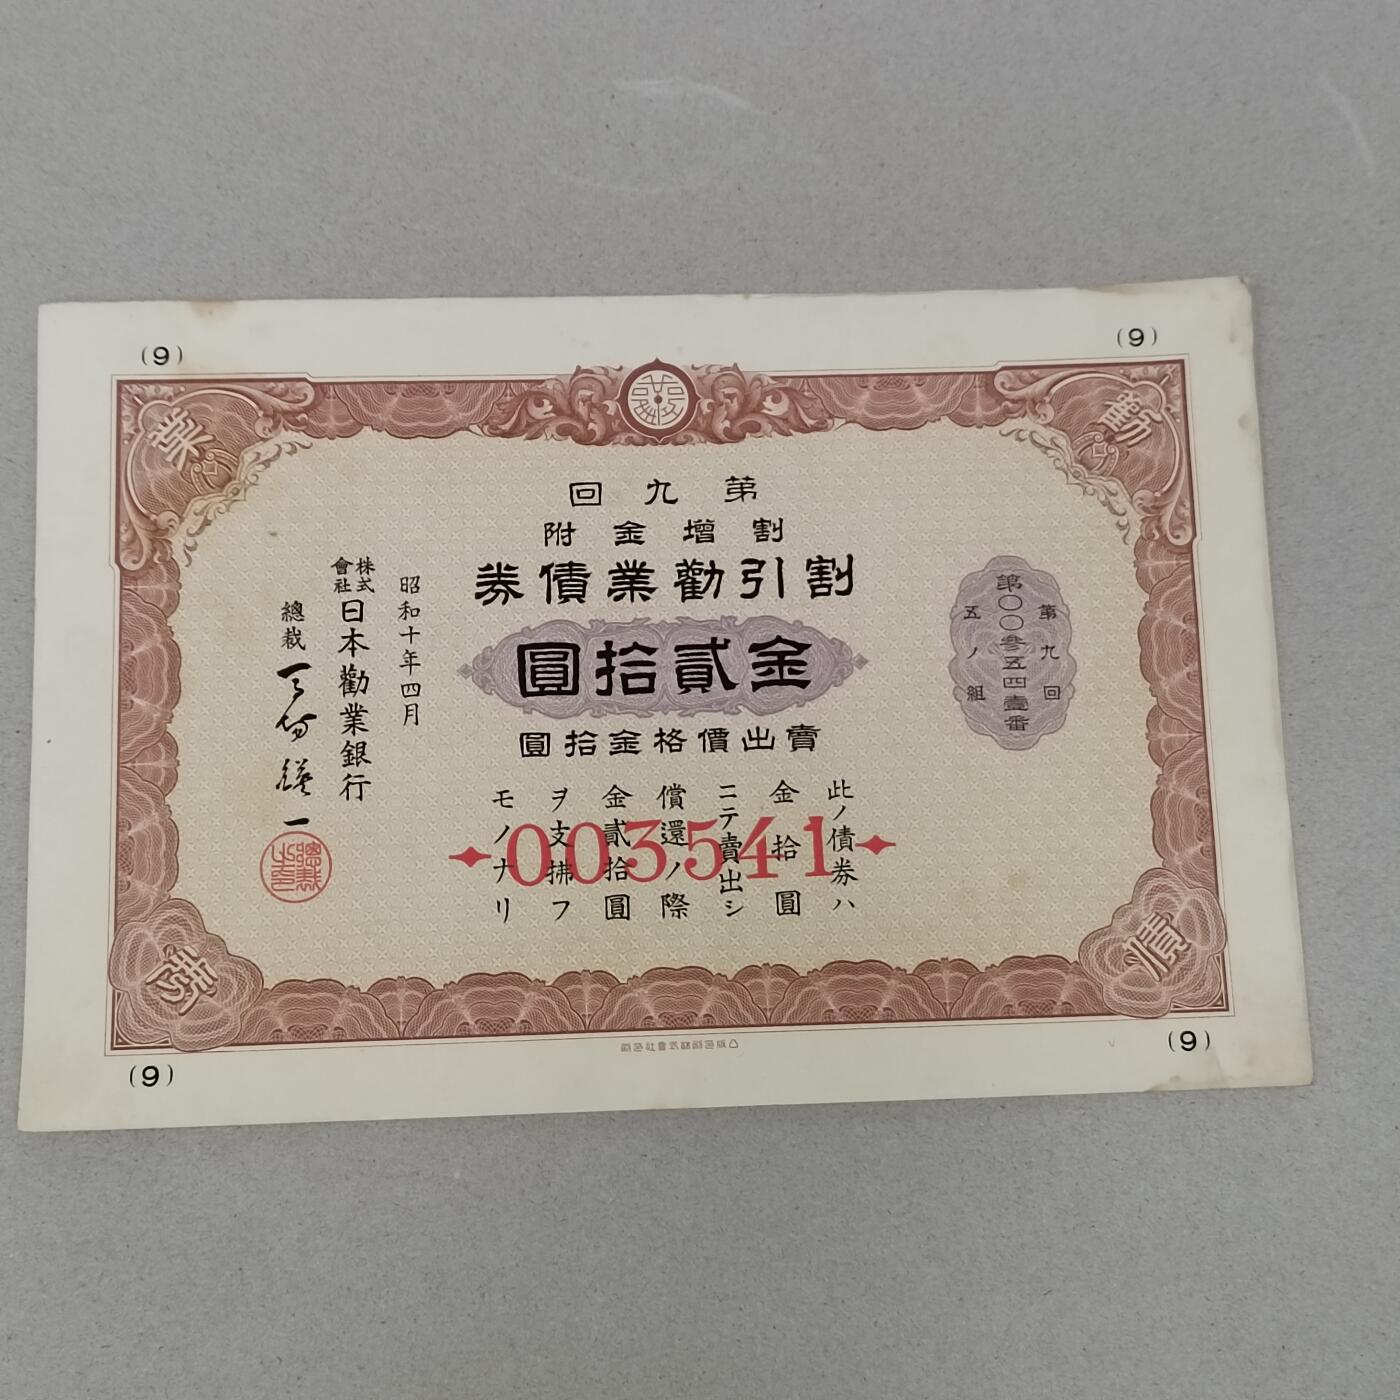 (9)
(9)
勸
業
債
券
第九回
割增金附
割引勸業債券
金貳拾圓
賣出價格金拾圓
第九回
第〇〇參五四壹番
五ノ組
此ノ債券ハ
金拾圓
ニテ賣出シ
償還ノ際
金貳拾圓
ヲ支拂フ
モノナリ
003541
昭和十年四月
株式會社日本勸業銀行
總裁
(9)
(9)